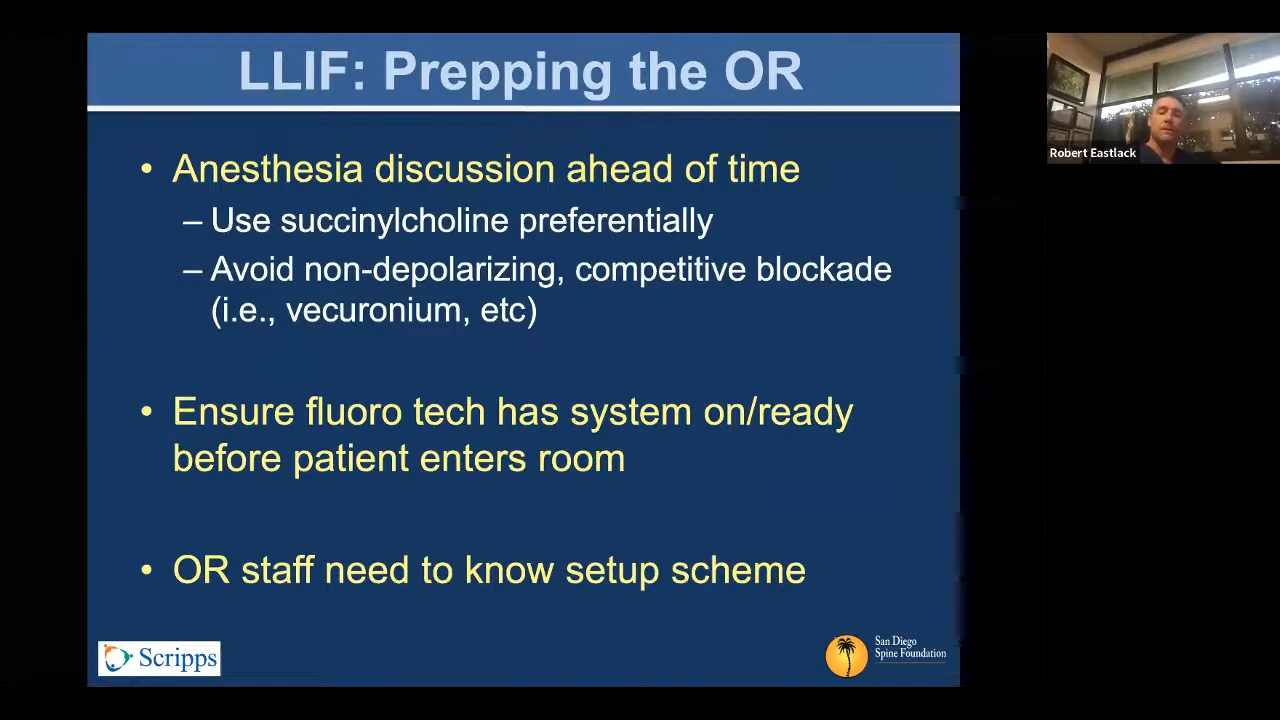 LLIF: Prepping the OR
• Anesthesia discussion ahead of time
– Use succinylcholine preferentially
– Avoid non-depolarizing, competitive blockade
(i.e., vecuronium, etc)
• Ensure fluoro tech has system on/ready
before patient enters room
• OR staff need to know setup scheme
Scripps
San Diego
Spine Foundation
Robert Eastlack